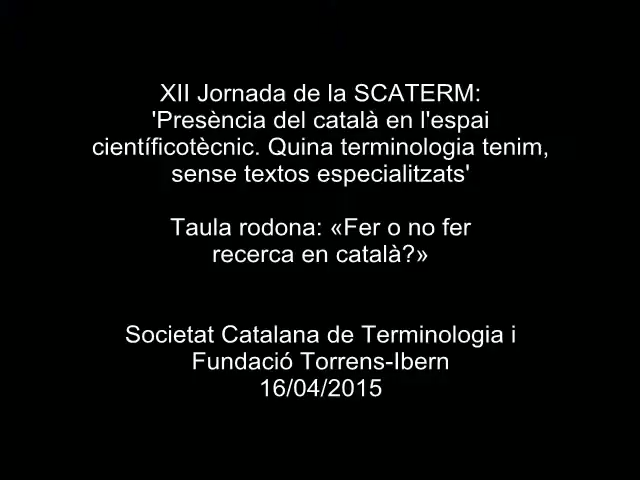 XII Jornada de la SCATERM:
'Presència del català en l'espai
científicotècnic. Quina terminologia tenim,
sense textos especialitzats'
Taula rodona: «Fer o no fer
recerca en català?»
Societat Catalana de Terminologia i
Fundació Torrens-Ibern
16/04/2015